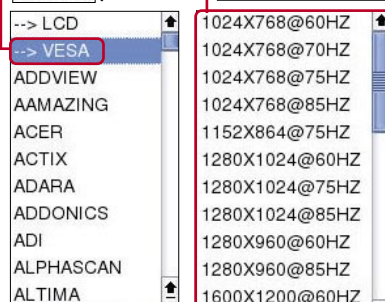 --> LCD
--> VESA
ADDVIEW
AAMAZING
ACER
ACTIX
ADARA
ADDONICS
ADI
ALPHASCAN
ALTIMA
1024X768@60HZ
1024X768@70HZ
1024X768@75HZ
1024X768@85HZ
1152X864@75HZ
1280X1024@60HZ
1280X1024@75HZ
1280X1024@85HZ
1280X960@60HZ
1280X960@85HZ
1600X1200@60HZ